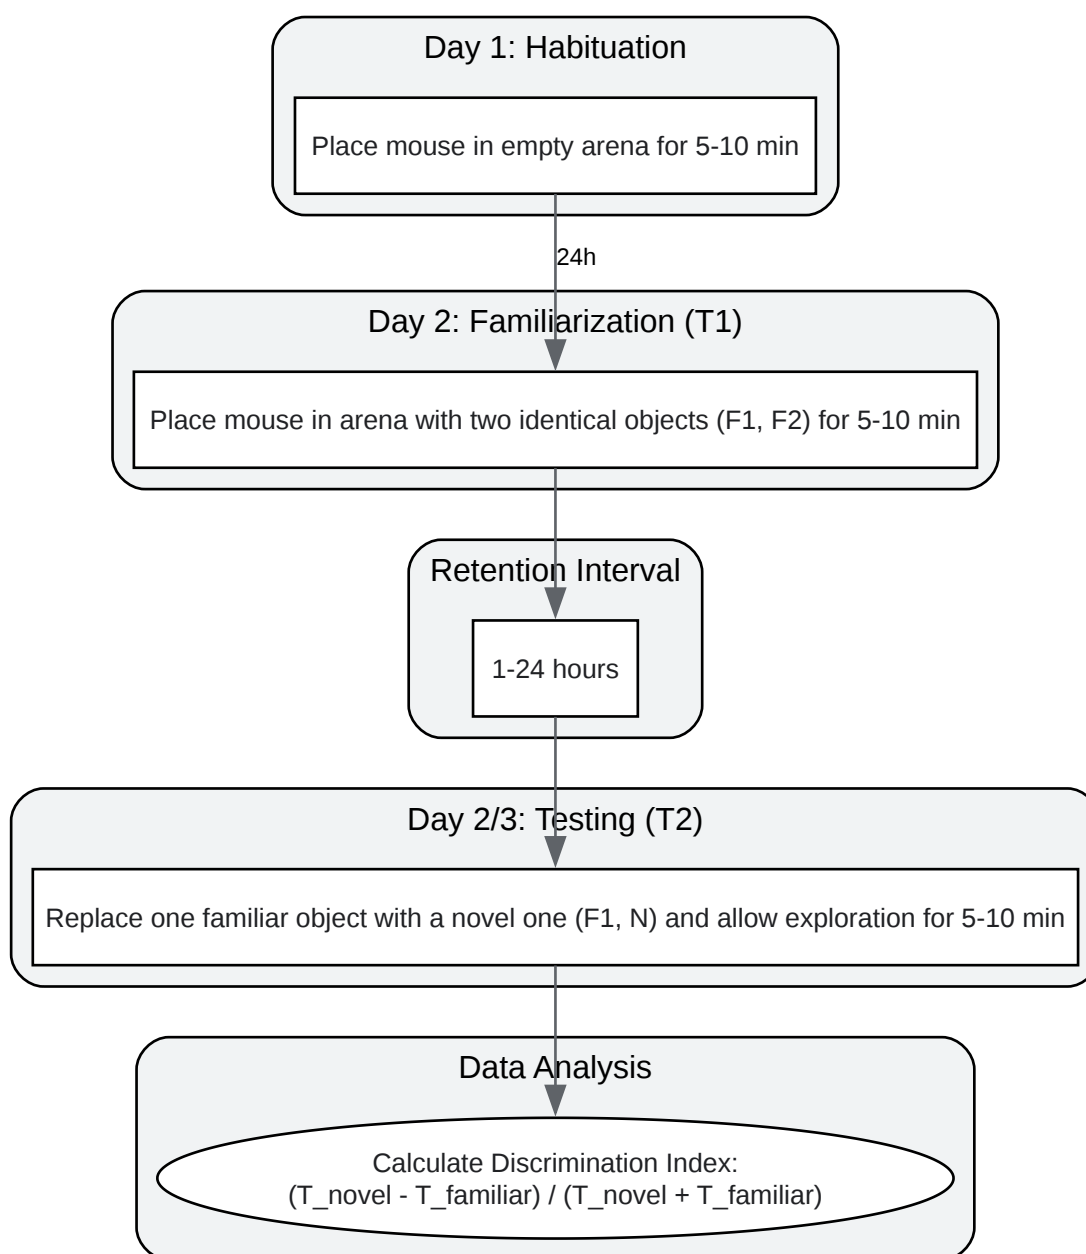 Day 1: Habituation
Place mouse in empty arena for 5-10 min
24h
Day 2: Familiarization (T1)
Place mouse in arena with two identical objects (F1, F2) for 5-10 min
Retention Interval
1-24 hours
Day 2/3: Testing (T2)
Replace one familiar object with a novel one (F1, N) and allow exploration for 5-10 min
Data Analysis
Calculate Discrimination Index:
(T_novel - T_familiar) / (T_novel + T_familiar)